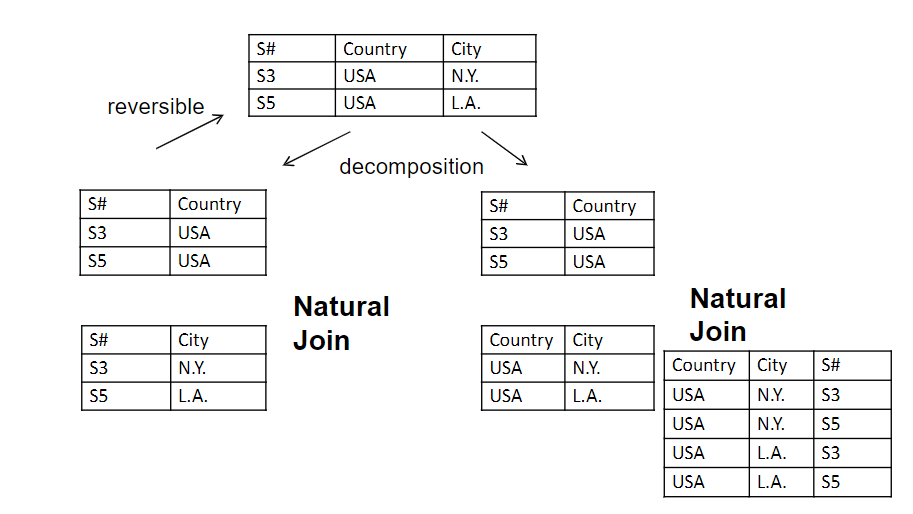 S# Country City
S3 USA N.Y.
S5 USA L.A.
reversible
decomposition
S# Country
S3 USA
S5 USA
Natural
Join
S# City
S3 N.Y.
S5 L.A.
S# Country
S3 USA
S5 USA
Natural
Join
Country City
USA N.Y.
USA L.A.
Country City S#
USA N.Y. S3
USA N.Y. S5
USA L.A. S3
USA L.A. S5